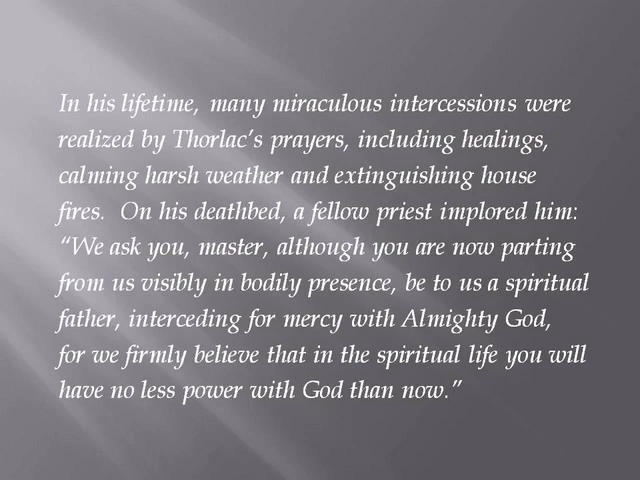 In his lifetime, many miraculous intercessions were
realized by Thorlac’s prayers, including healings,
calming harsh weather and extinguishing house
fires.  On his deathbed, a fellow priest implored him:
“We ask you, master, although you are now parting
from us visibly in bodily presence, be to us a spiritual
father, interceding for mercy with Almighty God,
for we firmly believe that in the spiritual life you will
have no less power with God than now.”